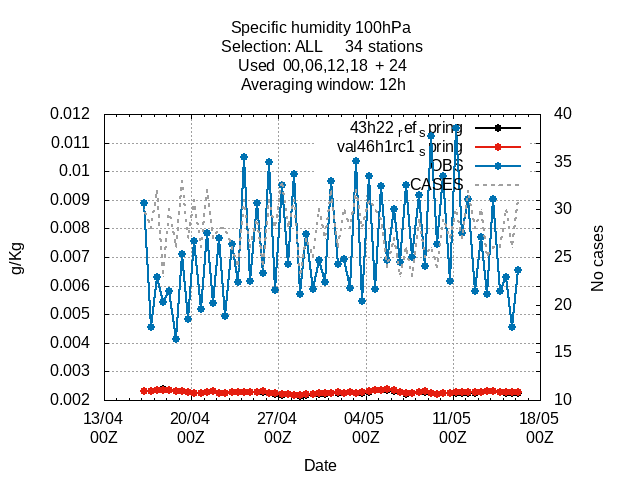 Specific humidity 100hPa
Selection: ALL 34 stations
Used 00,06,12,18 + 24
Averaging window: 12h
0.012
0.011
0.01
0.009
0.008
0.007
0.006
0.005
0.004
0.003
0.002
g/Kg
43h22_ref_spring
val46h1rc1_spring
OBS
CASES
40
35
30
25
20
15
10
No cases
13/04 20/04 27/04 04/05 11/05 18/05
00Z 00Z 00Z 00Z 00Z 00Z
Date